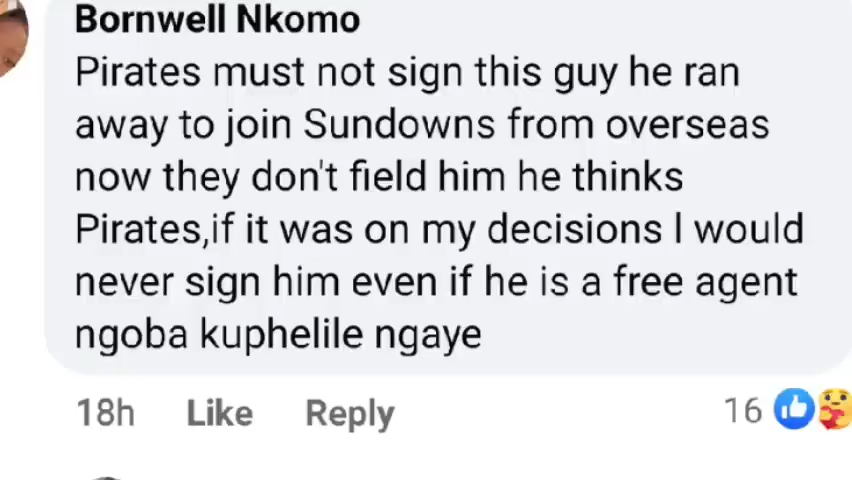 Bornwell Nkomo
Pirates must not sign this guy he ran
away to join Sundowns from overseas
now they don't field him he thinks
Pirates,if it was on my decisions I would
never sign him even if he is a free agent
ngoba kuphelile ngaye
18h Like Reply 16